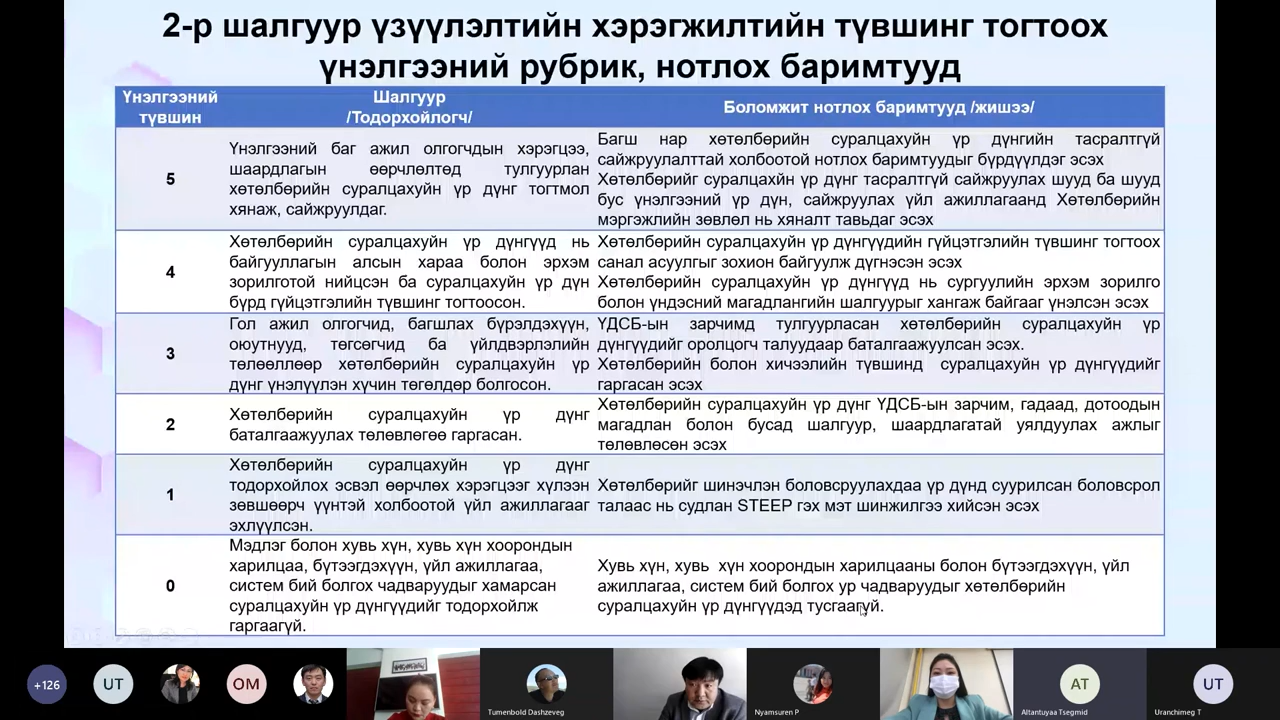 2-р шалгуур үзүүлэлтийн хэрэгжилтийн түвшинг тогтоох
үнэлгээний рубрик, нотлох баримтууд
Үнэлгээний
түвшин
Шалгуур
/Тодорхойлогч/
Боломжит нотлох баримтууд /жишээ/
5
Үнэлгээний баг ажил олгогчдын хэрэгцээ,
шаардлагын өөрчлөлтөд тулгуурлан
хөтөлбөрийн суралцахуйн үр дүнг тогтмол
хянаж, сайжруулдаг.
Багш нар хөтөлбөрийн суралцахуйн үр дүнгийн тасралтгүй
сайжруулалттай холбоотой нотлох баримтуудыг бүрдүүлдэг эсэх
Хөтөлбөрийг суралцахйн үр дүнг тасралтгүй сайжруулах шууд ба шууд
бус үнэлгээний үр дүн, сайжруулах үйл ажиллагаанд Хөтөлбөрийн
мэргэжлийн зөвлөл нь хяналт тавьдаг эсэх
4
Хөтөлбөрийн суралцахуйн үр дүнгүүд нь
байгууллагын алсын хараа болон эрхэм
зорилготой нийцсэн ба суралцахуйн үр дүн
бүрд гүйцэтгэлийн түвшинг тогтоосон.
Хөтөлбөрийн суралцахуйн үр дүнгүүдийн гүйцэтгэлийн түвшинг тогтоох
санал асуулгыг зохион байгуулж дүгнэсэн эсэх
Хөтөлбөрийн суралцахуйн үр дүнгүүд нь сургуулийн эрхэм зорилго
болон үндэсний магадлангийн шалгуурыг хангаж байгааг үнэлсэн эсэх
3
Гол ажил олгогчид, багшлах бүрэлдэхүүн,
оюутнууд, төгсөгчид ба үйлдвэрлэлийн
төлөөллөөр хөтөлбөрийн суралцахуйн үр
дүнг үнэлүүлэн хүчин төгөлдөр болгосон.
ҮДСБ-ын зарчимд тулгуурласан хөтөлбөрийн суралцахуйн үр
дүнгүүдийг оролцогч талуудаар баталгаажуулсан эсэх.
Хөтөлбөрийн болон хичээлийн түвшинд суралцахуйн үр дүнгүүдийг
гаргасан эсэх
2
Хөтөлбөрийн суралцахуйн үр дүнг
баталгаажуулах төлөвлөгөө гаргасан.
Хөтөлбөрийн суралцахуйн үр дүнг ҮДСБ-ын зарчим, гадаад, дотоодын
магадлан болон бусад шалгуур, шаардлагатай уялдуулах ажлыг
төлөвлөсөн эсэх
1
Хөтөлбөрийн суралцахуйн үр дүнг
тодорхойлох эсвэл өөрчлөх хэрэгцээг хүлээн
зөвшөөрч үүнтэй холбоотой үйл ажиллагааг
эхлүүлсэн.
Хөтөлбөрийг шинэчлэн боловсруулахдаа үр дүнд суурилсан боловсрол
талаас нь судлан STEEP гэх мэт шинжилгээ хийсэн эсэх
0
Мэдлэг болон хувь хүн, хувь хүн хоорондын
харилцаа, бүтээгдэхүүн, үйл ажиллагаа,
систем бий болгох чадваруудыг хамарсан
суралцахуйн үр дүнгүүдийг тодорхойлж
гаргаагүй.
Хувь хүн, хувь хүн хоорондын харилцааны болон бүтээгдэхүүн, үйл
ажиллагаа, систем бий болгох ур чадваруудыг хөтөлбөрийн
суралцахуйн үр дүнгүүдэд тусгаагүй.
+126
UT
OM
Tumenbold Dashzeveg
Nyamsuren P
AT
Altantuyaa Tsegmid
UT
Uranchimeg T